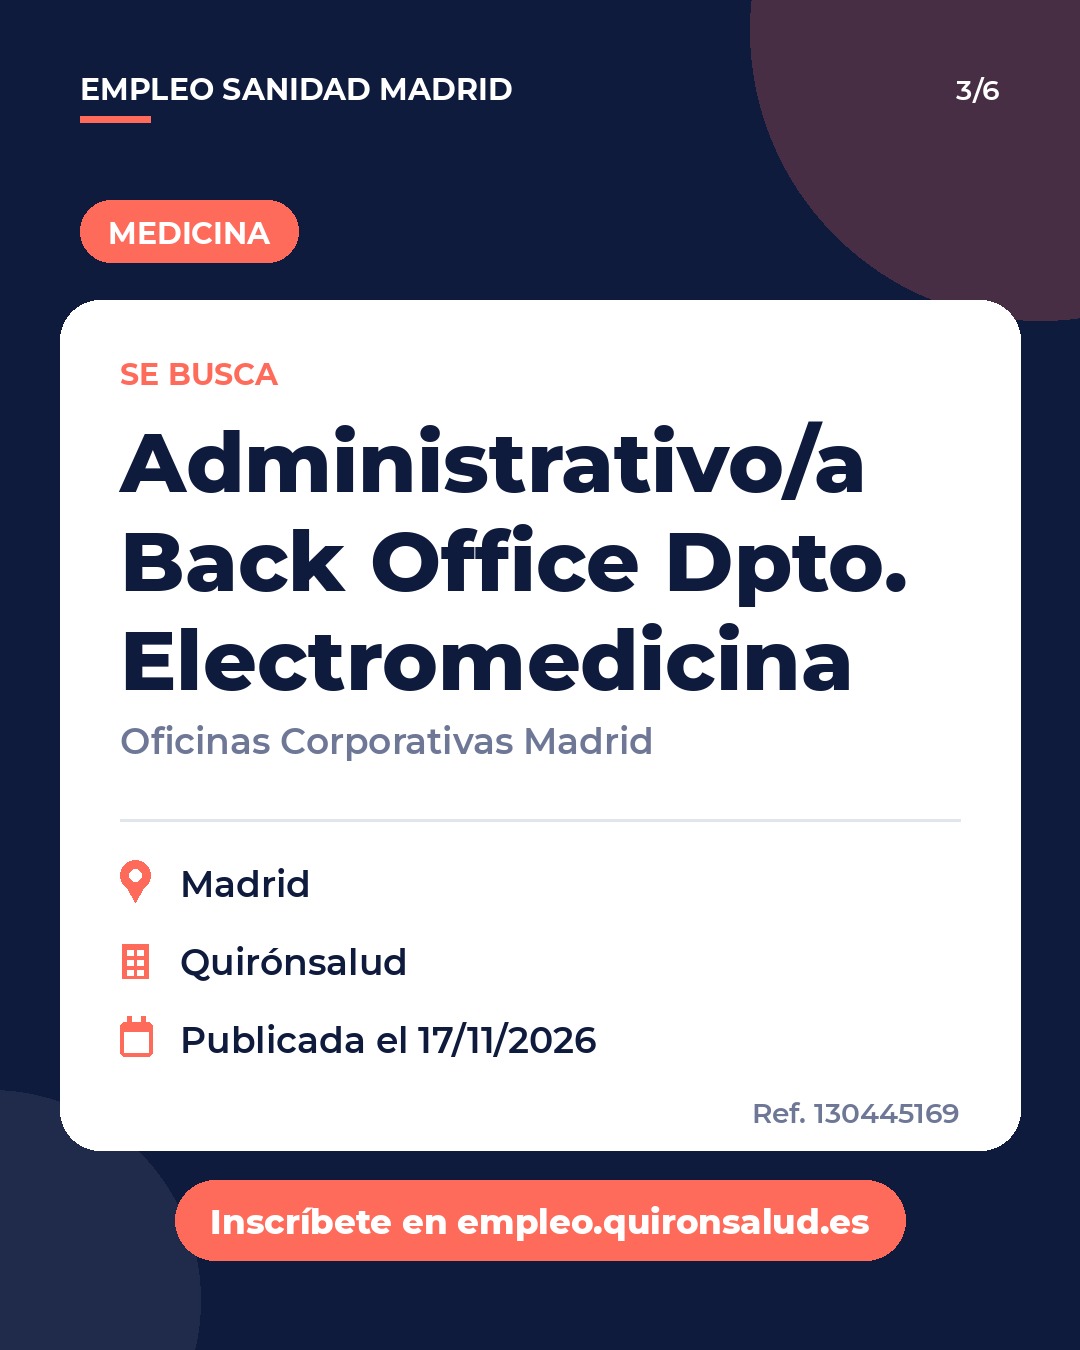 EMPLEO SANIDAD MADRID
3/6
MEDICINA
SE BUSCA
Administrativo/a
Back Office Dpto.
Electromedicina
Oficinas Corporativas Madrid
Madrid
Quirónsalud
Publicada el 17/11/2026
Ref. 130445169
Inscríbete en empleo.quironsalud.es